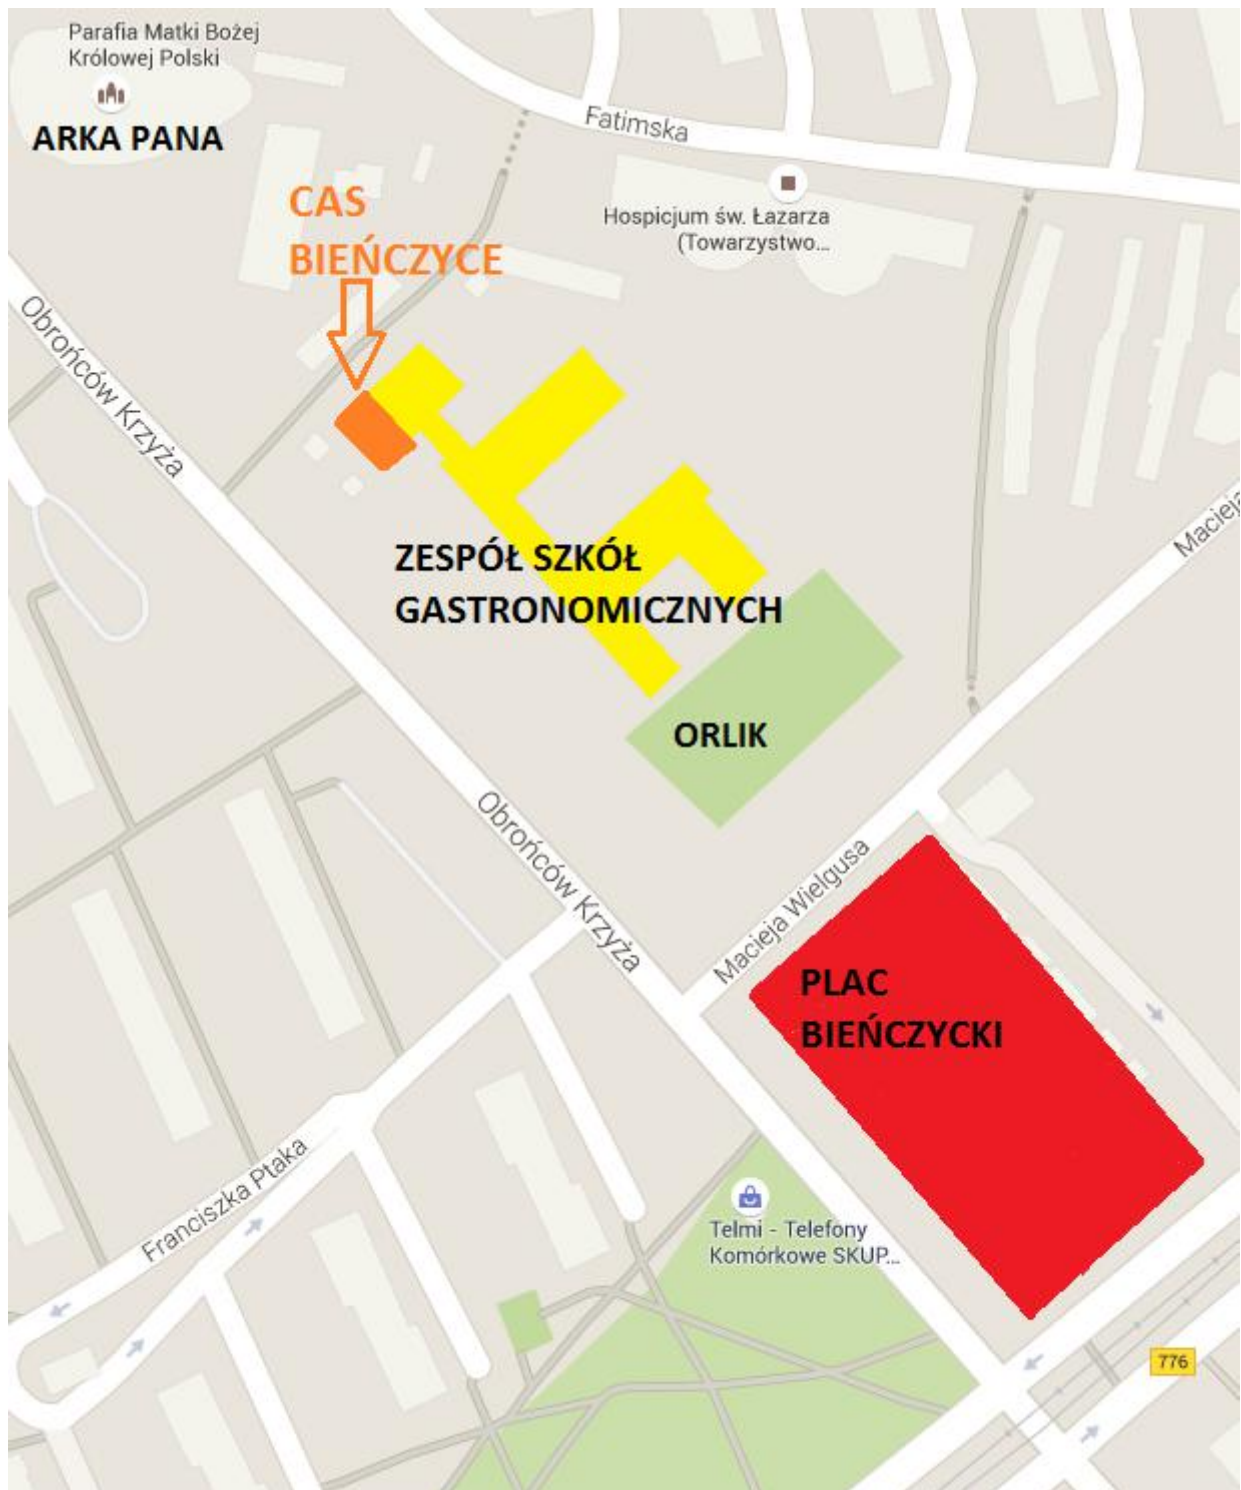 Parafia Matki Bożej
Królowej Polski
ARKA PANA
Fatimska
CAS
BIEŃCZYCE
Hospicjum św. Łazarza
(Towarzystwo...
Obrońców Krzyża
Macieja
ZESPÓŁ SZKÓŁ
GASTRONOMICZNYCH
ORLIK
Obrońców Krzyża
Macieja Wielgusa
PLAC
BIEŃCZYCKI
Franciszka Ptaka
Telmi - Telefony
Komórkowe SKUP...
776